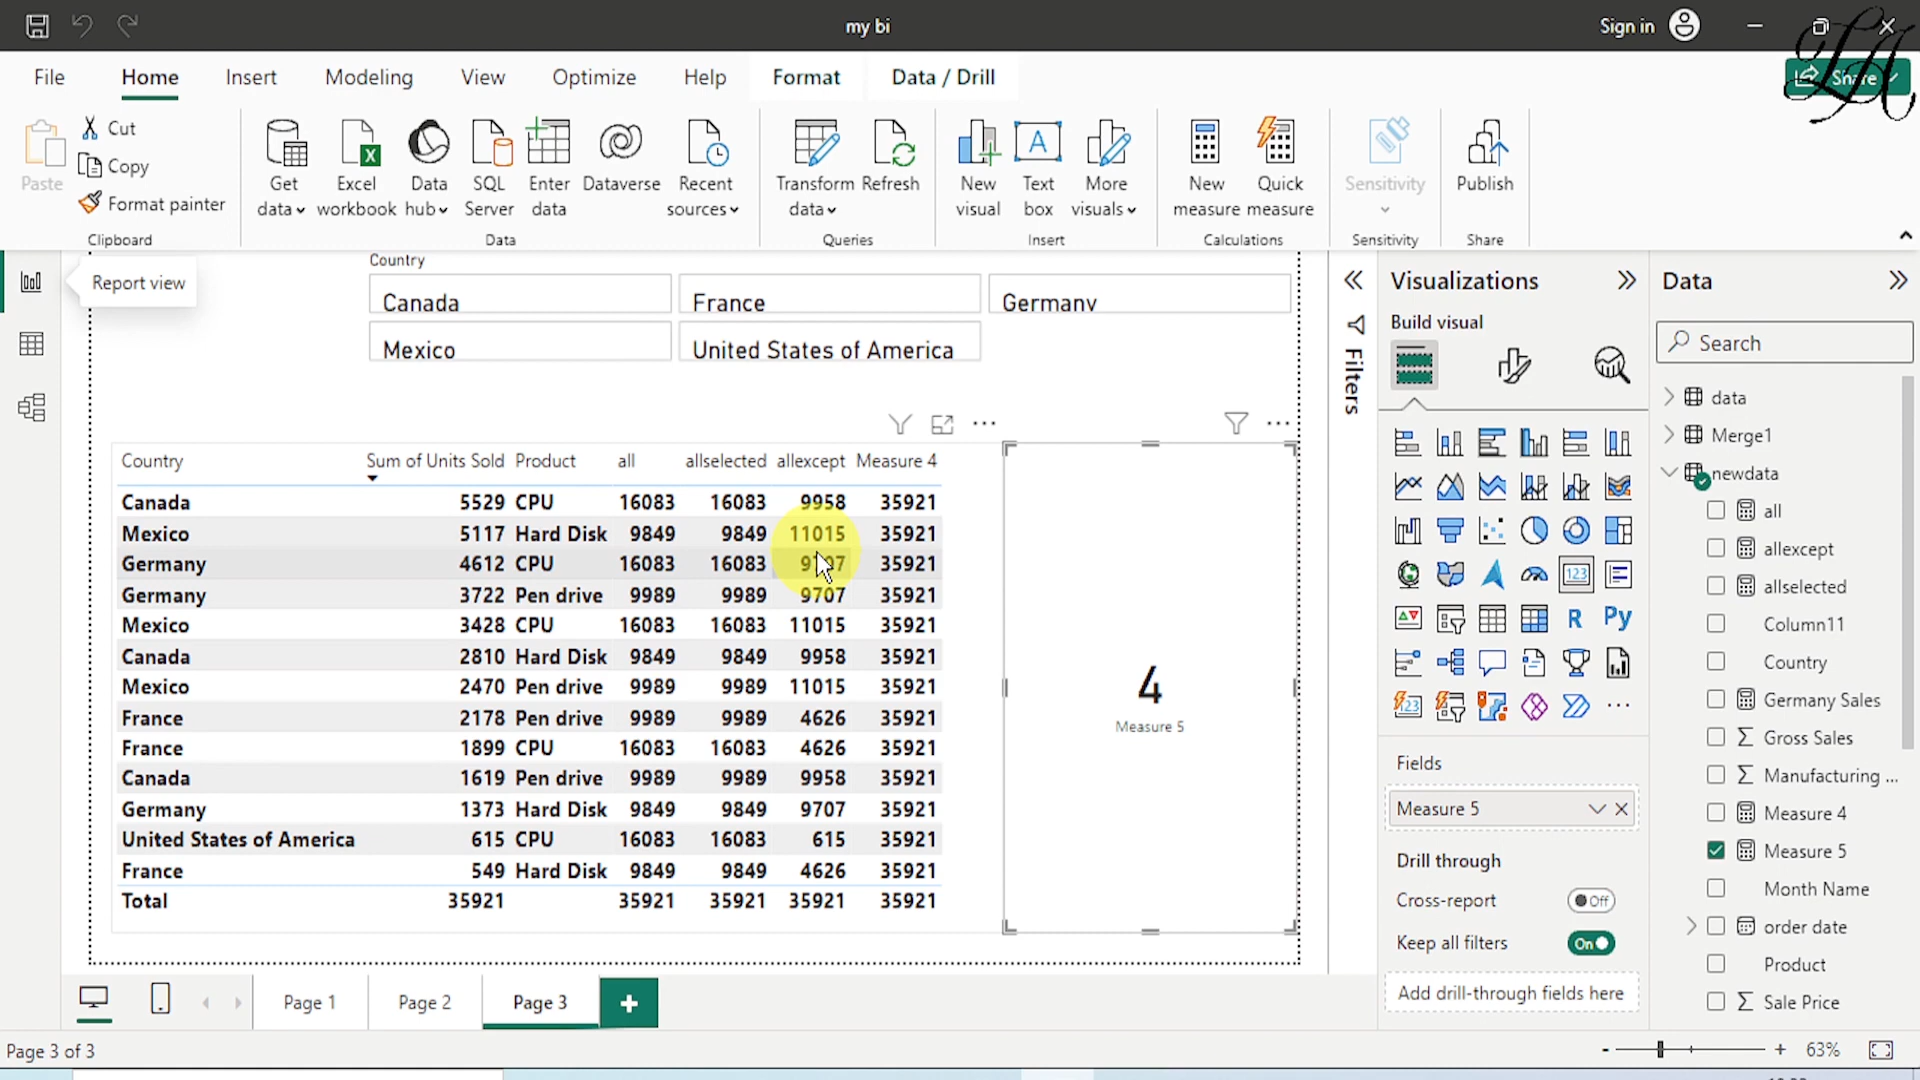 my bi
Sign in
File Home Insert Modeling View Optimize Help Format Data / Drill
Share
Paste
Cut
Copy
Format painter
Get data
Excel workbook
Data hub
SQL Server
Enter data
Dataverse
Recent sources
Transform data
Refresh
New visual
Text box
More visuals
New measure
Quick measure
Sensitivity
Publish
Clipboard
Data
Queries
Insert
Calculations
Sensitivity
Share
Report view
Country
Canada France Germany
Mexico United States of America
Country Sum of Units Sold Product all allselected allexcept Measure 4
Canada 5529 CPU 16083 16083 9958 35921
Mexico 5117 Hard Disk 9849 9849 11015 35921
Germany 4612 CPU 16083 16083 35921
Germany 3722 Pen drive 9989 9989 9707 35921
Mexico 3428 CPU 16083 16083 11015 35921
Canada 2810 Hard Disk 9849 9849 9958 35921
Mexico 2470 Pen drive 9989 9989 11015 35921
France 2178 Pen drive 9989 9989 4626 35921
France 1899 CPU 16083 16083 4626 35921
Canada 1619 Pen drive 9989 9989 9958 35921
Germany 1373 Hard Disk 9849 9849 9707 35921
United States of America 615 CPU 16083 16083 615 35921
France 549 Hard Disk 9849 9849 4626 35921
Total 35921 35921 35921 35921 35921
4
Measure 5
Filters
Visualizations
Build visual
123
R
Py
123
Fields
Measure 5
Drill through
Cross-report Off
Keep all filters On
Add drill-through fields here
Data
Search
data
Merge1
newdata
all
allexcept
allselected
Column11
Country
Germany Sales
Gross Sales
Manufacturing ...
Measure 4
Measure 5
Month Name
order date
Product
Sale Price
Page 1 Page 2 Page 3
Page 3 of 3
63%